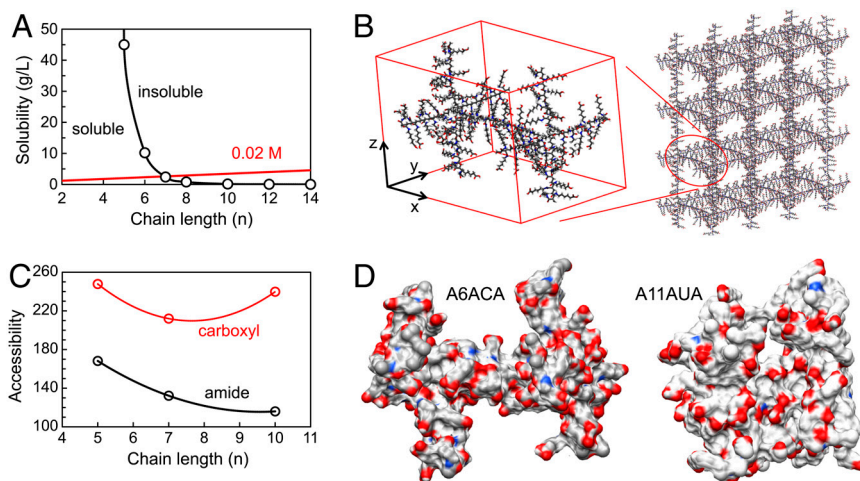 A
50
40
30
20
10
0
Solubility (g/L)
insoluble
soluble
0.02 M
2
4
6
8
10
12
14
Chain length (n)
B
z
y
x
C
260
220
180
140
100
Accessibility
carboxyl
amide
4
5
6
7
8
9
10
11
Chain length (n)
D
A6ACA
A11AUA